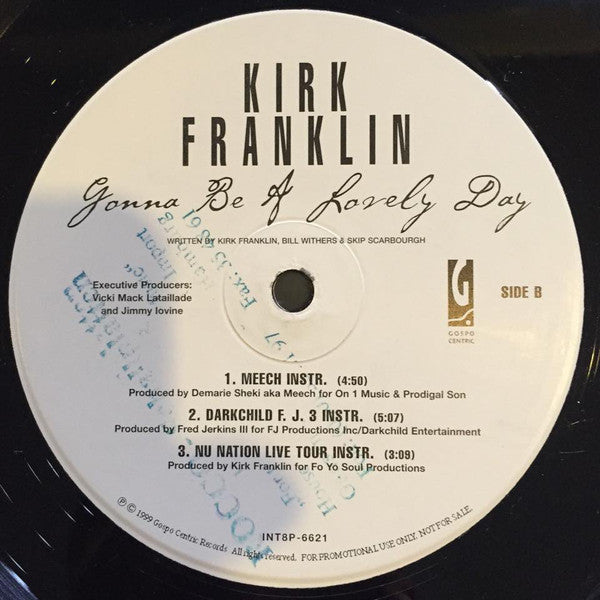 KIRK
FRANKLIN
Gonna Be A Lovely Day
WRITTEN BY KIRK FRANKLIN, BILL WITHERS & SKIP SCARBOURGH
Executive Producers:
Vicki Mack Lataillade
and Jimmy Iovine
G
GOSPO
CENTRIC
SIDE B
1. MEECH INSTR. (4:50)
Produced by Demarie Sheki aka Meech for On 1 Music & Prodigal Son
2. DARKCHILD F. J. 3 INSTR. (5:07)
Produced by Fred Jerkins III for FJ Productions Inc/Darkchild Entertainment
3. NU NATION LIVE TOUR INSTR. (3:09)
Produced by Kirk Franklin for Fo Yo Soul Productions
INT8P-6621
℗ © 1999 Gospo Centric Records All rights reserved. FOR PROMOTIONAL USE ONLY. NOT FOR SALE.
Import
Hamburg